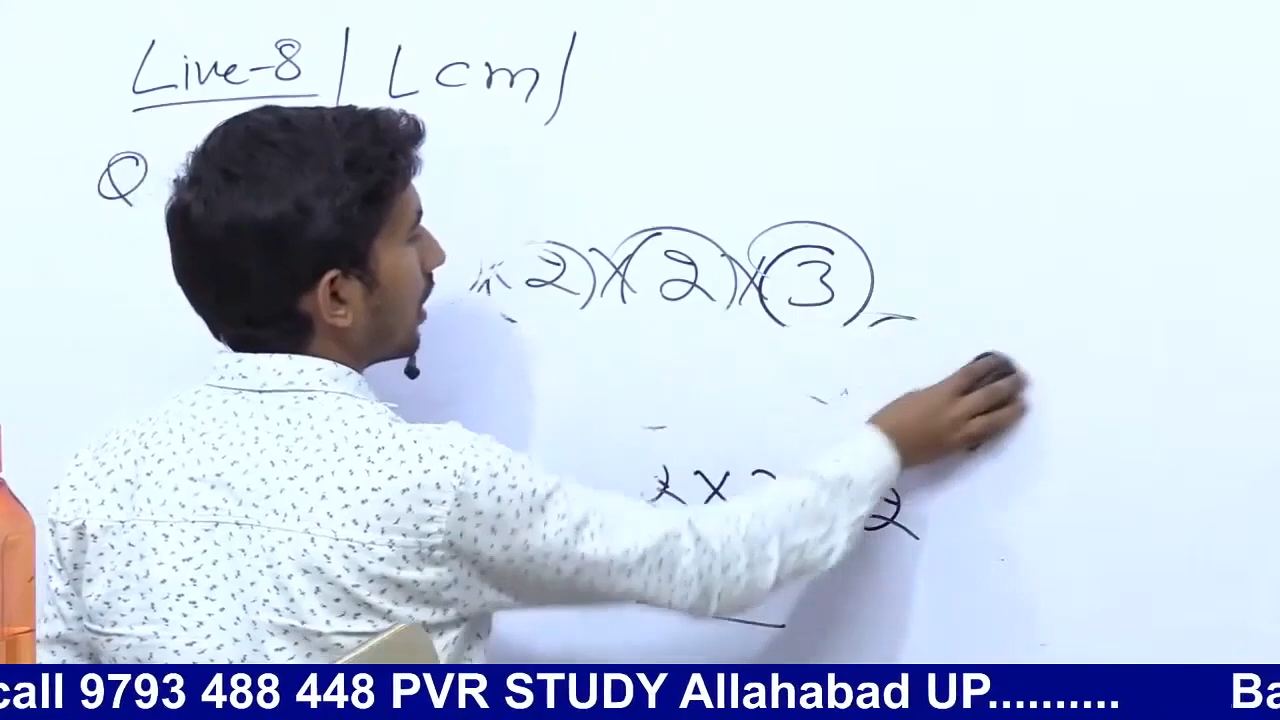 Live-8 / Lcm /
Q
2) X (2) X (3)
2 X
2
call 9793 488 448 PVR STUDY Allahabad UP.......... Ba